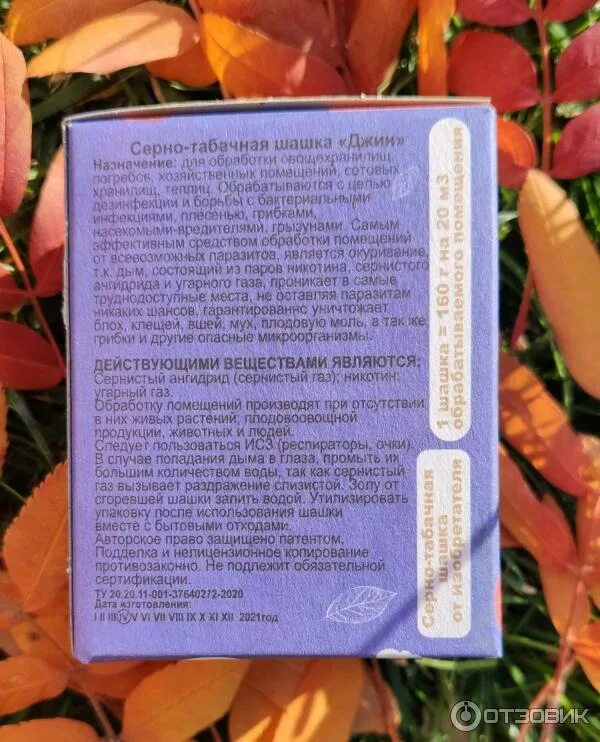 Серно-табачная шашка «Джин»
Назначение: для обработки овощехранилищ,
погребов, хозяйственных помещений, сотовых
хранилищ, теплиц. Обрабатываются с целью
дезинфекции и борьбы с бактериальными
инфекциями, плесенью, грибками,
насекомыми-вредителями, грызунами. Самым
эффективным средством обработки помещений
от всевозможных паразитов, является окуривание,
т.к. дым, состоящий из паров никотина, сернистого
ангидрида и угарного газа, проникает в самые
труднодоступные места, не оставляя паразитам
никаких шансов, гарантированно уничтожает
блох, клещей, вшей, мух, плодовую моль, а так же
грибки и другие опасные микроорганизмы.
ДЕЙСТВУЮЩИМИ ВЕЩЕСТВАМИ ЯВЛЯЮТСЯ:
Сернистый ангидрид (сернистый газ); никотин:
угарный газ.
Обработку помещений производят при отсутствии
в них живых растений, плодовоовощной
продукции, животных и людей.
Следует пользоваться ИСЗ (респираторы, очки).
В случае попадания дыма в глаза, промыть их
большим количеством воды, так как сернистый
газ вызывает раздражение слизистой. Золу от
сгоревшей шашки залить водой. Утилизировать
упаковку после использования шашки
вместе с бытовыми отходами.
Авторское право защищено патентом,
Подделка и нелицензионное копирование
противозаконно. Не подлежит обязательной
сертификации.
ТУ 20.20.11-001-37640272-2020
Дата изготовления:
I II III IV V VI VII VIII IX X XI XII 2021год
1 шашка = 160 г на 20 м3
обрабатываемого помещения
Серно-табачная
шашка
от изобретателя
ОТЗОВИК